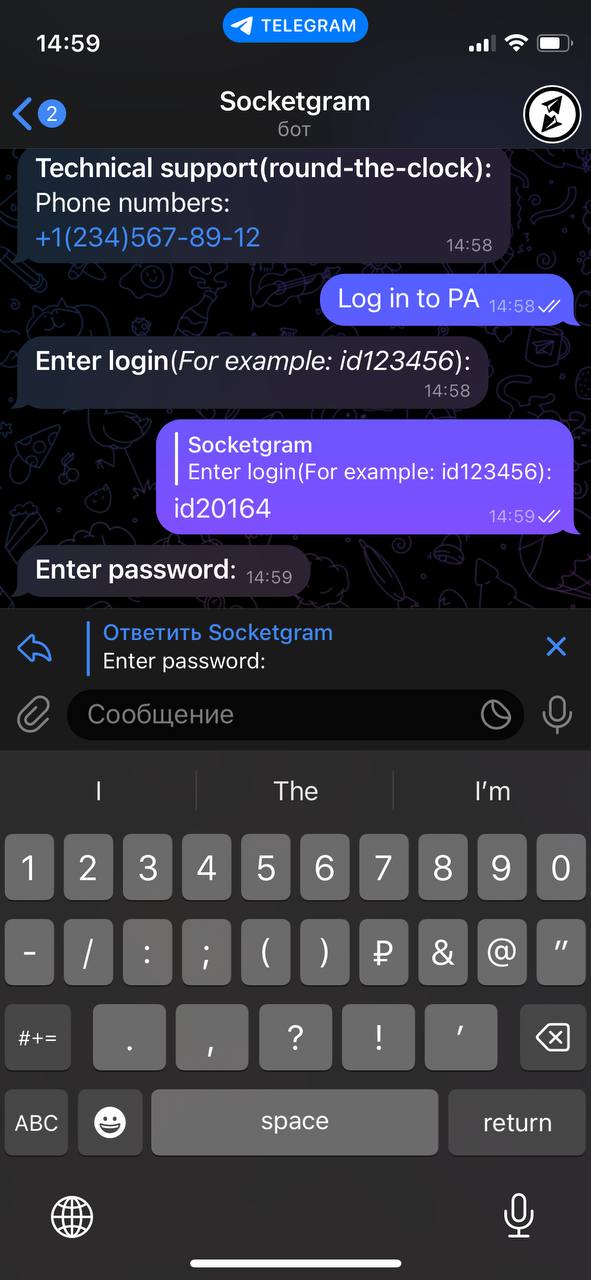 14:59
TELEGRAM
2
Socketgram
бот
Technical support(round-the-clock):
Phone numbers:
+1(234)567-89-12
14:58
Log in to PA 14:58
Enter login(For example: id123456):
14:58
Socketgram
Enter login(For example: id123456):
id20164
14:59
Enter password: 14:59
Ответить Socketgram
Enter password:
Сообщение
I The I’m
1 2 3 4 5 6 7 8 9 0
- / : ; ( ) ₽ & @ "
#+= . , ? ! ’
ABC space return